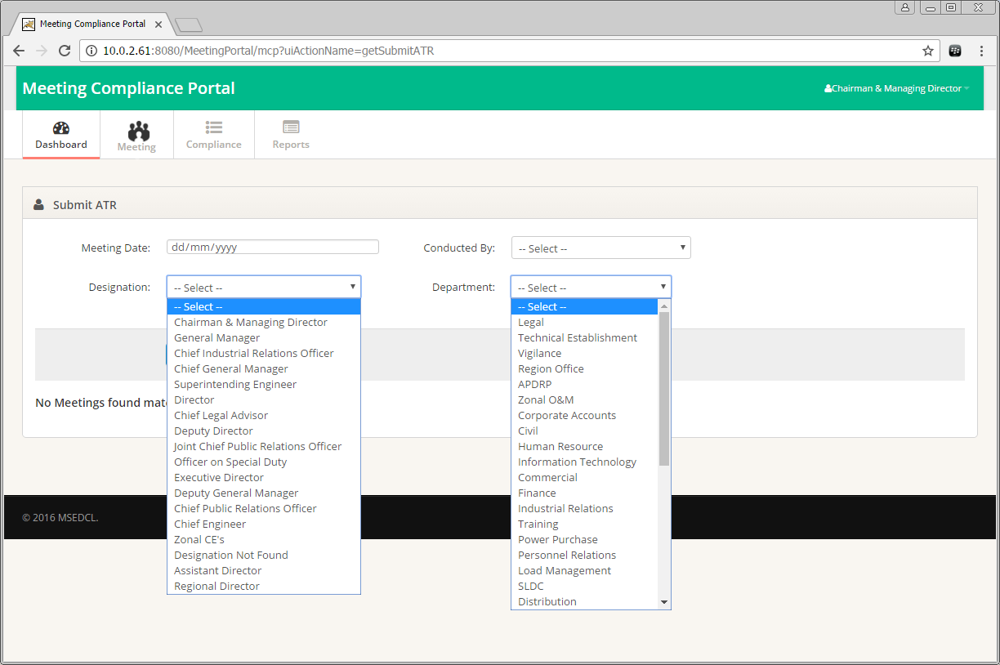 Meeting Compliance Portal
10.0.2.61:8080/MeetingPortal/mcp?uiActionName=getSubmitATR
Meeting Compliance Portal
Chairman & Managing Director
Dashboard
Meeting
Compliance
Reports
Submit ATR
Meeting Date:
dd/mm/yyyy
Conducted By:
-- Select --
Designation:
-- Select --
-- Select --
Chairman & Managing Director
General Manager
Chief Industrial Relations Officer
Chief General Manager
Superintending Engineer
Director
Chief Legal Advisor
Deputy Director
Joint Chief Public Relations Officer
Officer on Special Duty
Executive Director
Deputy General Manager
Chief Public Relations Officer
Chief Engineer
Zonal CE's
Designation Not Found
Assistant Director
Regional Director
Department:
-- Select --
-- Select --
Legal
Technical Establishment
Vigilance
Region Office
APDRP
Zonal O&M
Corporate Accounts
Civil
Human Resource
Information Technology
Commercial
Finance
Industrial Relations
Training
Power Purchase
Personnel Relations
Load Management
SLDC
Distribution
No Meetings found
© 2016 MSEDCL.